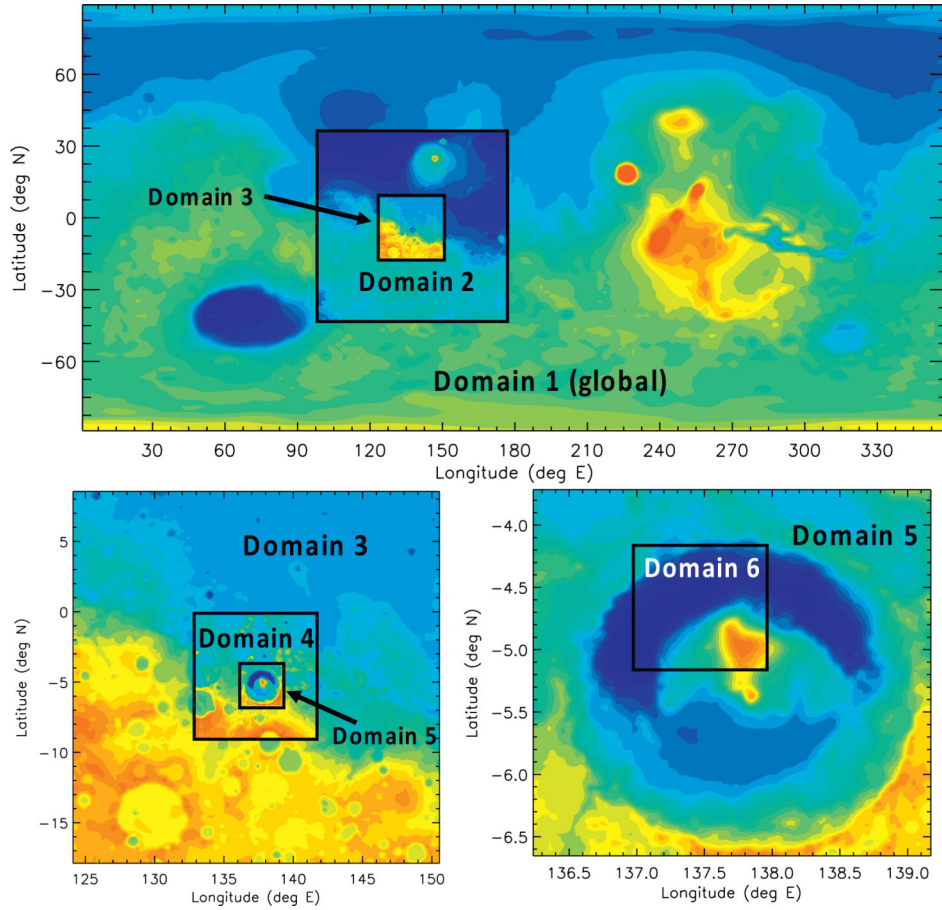 60
30
0
−30
−60
Latitude (deg N)
Domain 3
Domain 2
Domain 1 (global)
30 60 90 120 150 180 210 240 270 300 330
Longitude (deg E)
5
0
−5
−10
−15
Latitude (deg N)
Domain 3
Domain 4
Domain 5
125 130 135 140 145 150
Longitude (deg E)
−4.0
−4.5
−5.0
−5.5
−6.0
−6.5
Latitude (deg N)
Domain 5
Domain 6
136.5 137.0 137.5 138.0 138.5 139.0
Longitude (deg E)